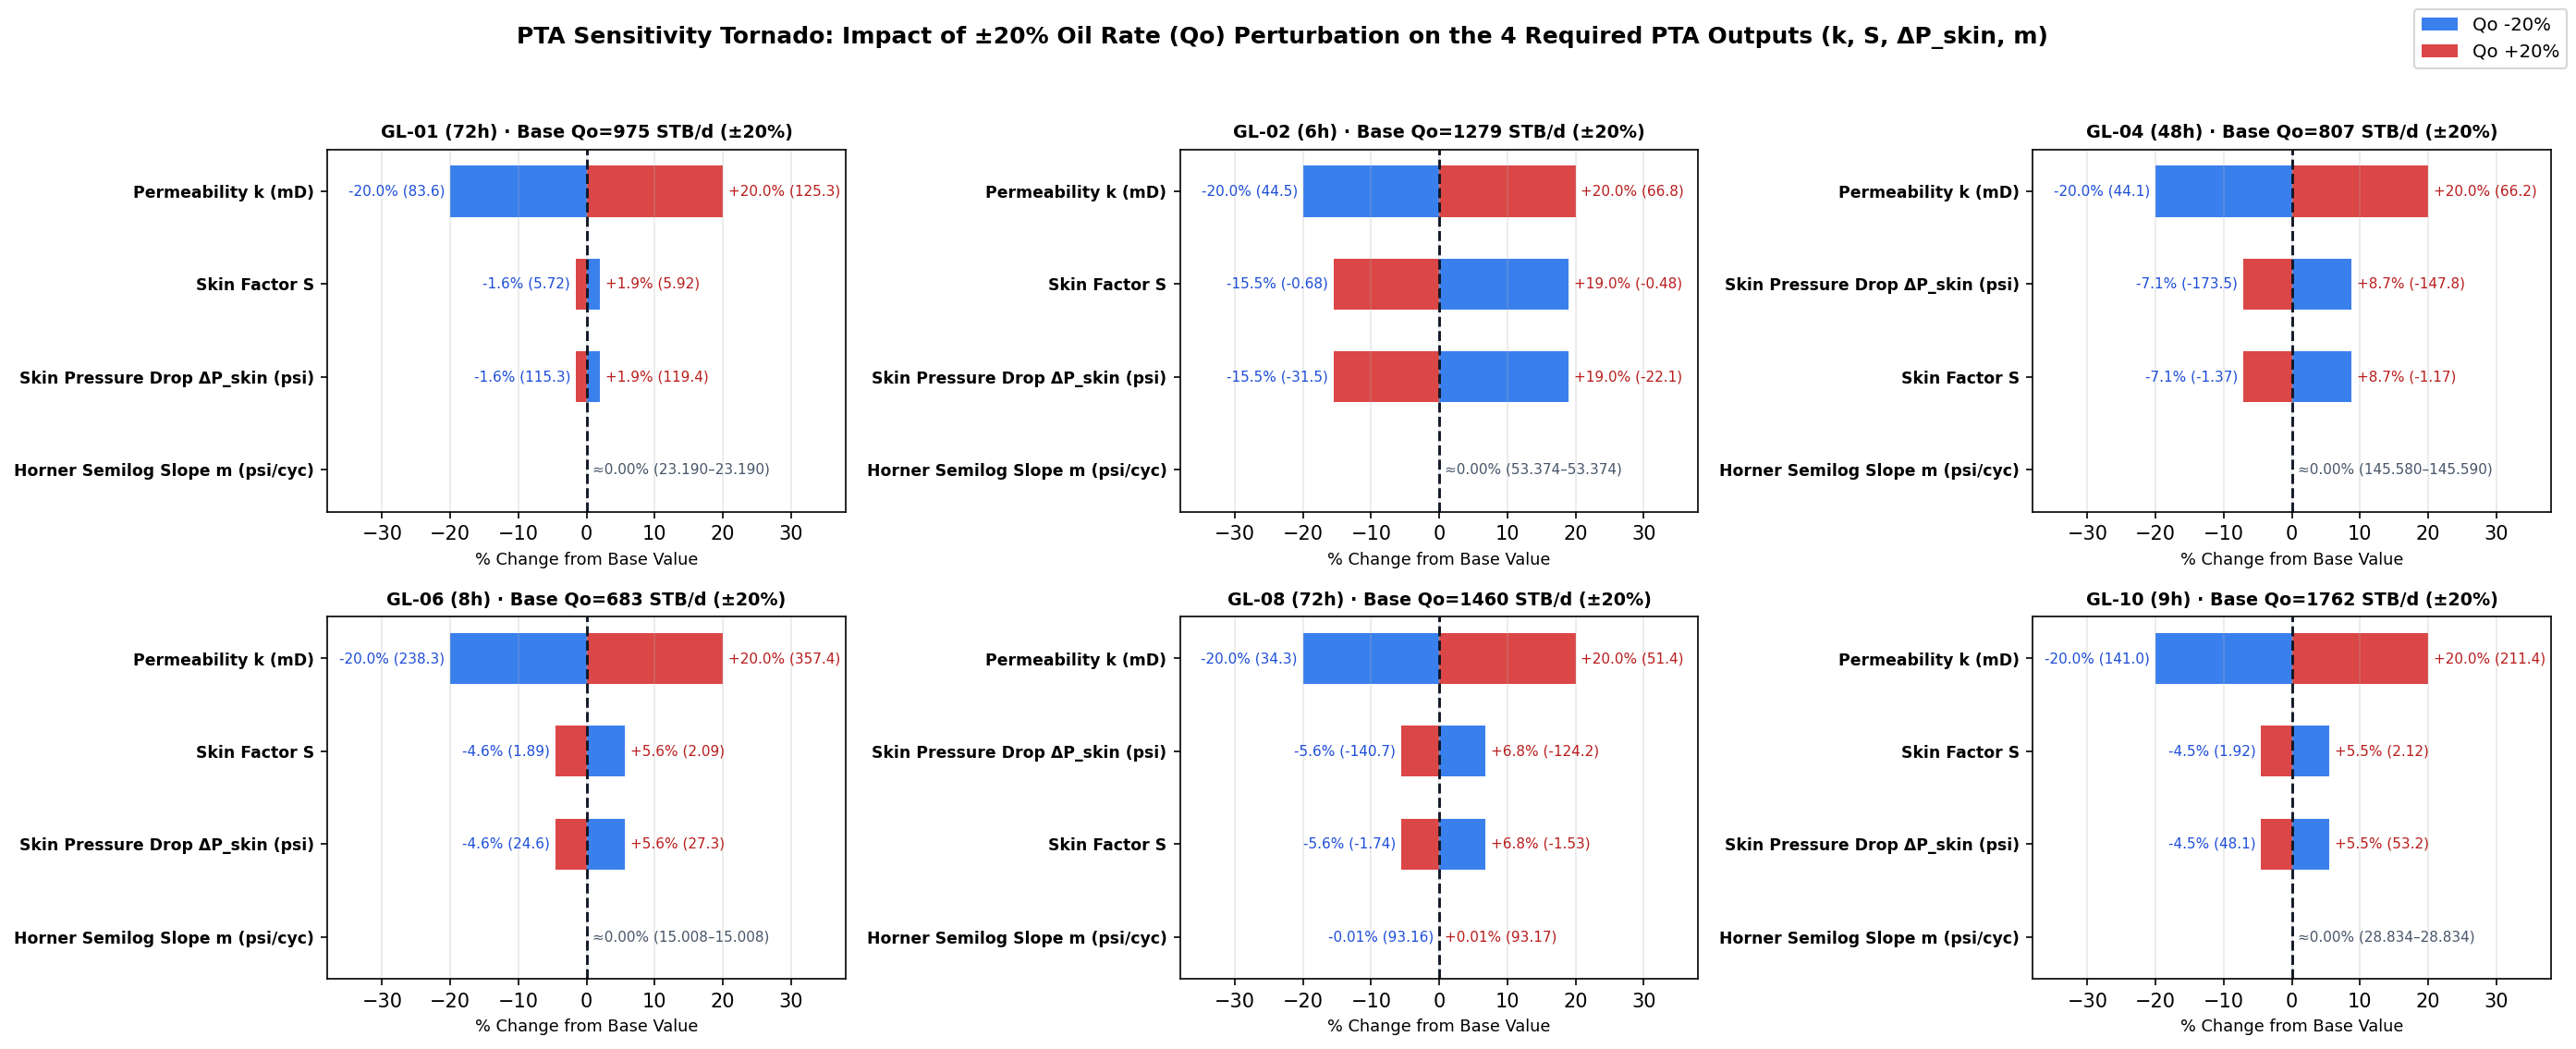 PTA Sensitivity Tornado: Impact of ±20% Oil Rate (Qo) Perturbation on the 4 Required PTA Outputs (k, S, ΔP_skin, m)
Qo -20%
Qo +20%
GL-01 (72h) · Base Qo=975 STB/d (±20%)
Permeability k (mD)
-20.0% (83.6)
+20.0% (125.3)
Skin Factor S
-1.6% (5.72)
+1.9% (5.92)
Skin Pressure Drop ΔP_skin (psi)
-1.6% (115.3)
+1.9% (119.4)
Horner Semilog Slope m (psi/cyc)
≈0.00% (23.190–23.190)
−30 −20 −10 0 10 20 30
% Change from Base Value
GL-02 (6h) · Base Qo=1279 STB/d (±20%)
Permeability k (mD)
-20.0% (44.5)
+20.0% (66.8)
Skin Factor S
-15.5% (-0.68)
+19.0% (-0.48)
Skin Pressure Drop ΔP_skin (psi)
-15.5% (-31.5)
+19.0% (-22.1)
Horner Semilog Slope m (psi/cyc)
≈0.00% (53.374–53.374)
−30 −20 −10 0 10 20 30
% Change from Base Value
GL-04 (48h) · Base Qo=807 STB/d (±20%)
Permeability k (mD)
-20.0% (44.1)
+20.0% (66.2)
Skin Pressure Drop ΔP_skin (psi)
-7.1% (-173.5)
+8.7% (-147.8)
Skin Factor S
-7.1% (-1.37)
+8.7% (-1.17)
Horner Semilog Slope m (psi/cyc)
≈0.00% (145.580–145.590)
−30 −20 −10 0 10 20 30
% Change from Base Value
GL-06 (8h) · Base Qo=683 STB/d (±20%)
Permeability k (mD)
-20.0% (238.3)
+20.0% (357.4)
Skin Factor S
-4.6% (1.89)
+5.6% (2.09)
Skin Pressure Drop ΔP_skin (psi)
-4.6% (24.6)
+5.6% (27.3)
Horner Semilog Slope m (psi/cyc)
≈0.00% (15.008–15.008)
−30 −20 −10 0 10 20 30
% Change from Base Value
GL-08 (72h) · Base Qo=1460 STB/d (±20%)
Permeability k (mD)
-20.0% (34.3)
+20.0% (51.4)
Skin Pressure Drop ΔP_skin (psi)
-5.6% (-140.7)
+6.8% (-124.2)
Skin Factor S
-5.6% (-1.74)
+6.8% (-1.53)
Horner Semilog Slope m (psi/cyc)
-0.01% (93.16)
+0.01% (93.17)
−30 −20 −10 0 10 20 30
% Change from Base Value
GL-10 (9h) · Base Qo=1762 STB/d (±20%)
Permeability k (mD)
-20.0% (141.0)
+20.0% (211.4)
Skin Factor S
-4.5% (1.92)
+5.5% (2.12)
Skin Pressure Drop ΔP_skin (psi)
-4.5% (48.1)
+5.5% (53.2)
Horner Semilog Slope m (psi/cyc)
≈0.00% (28.834–28.834)
−30 −20 −10 0 10 20 30
% Change from Base Value